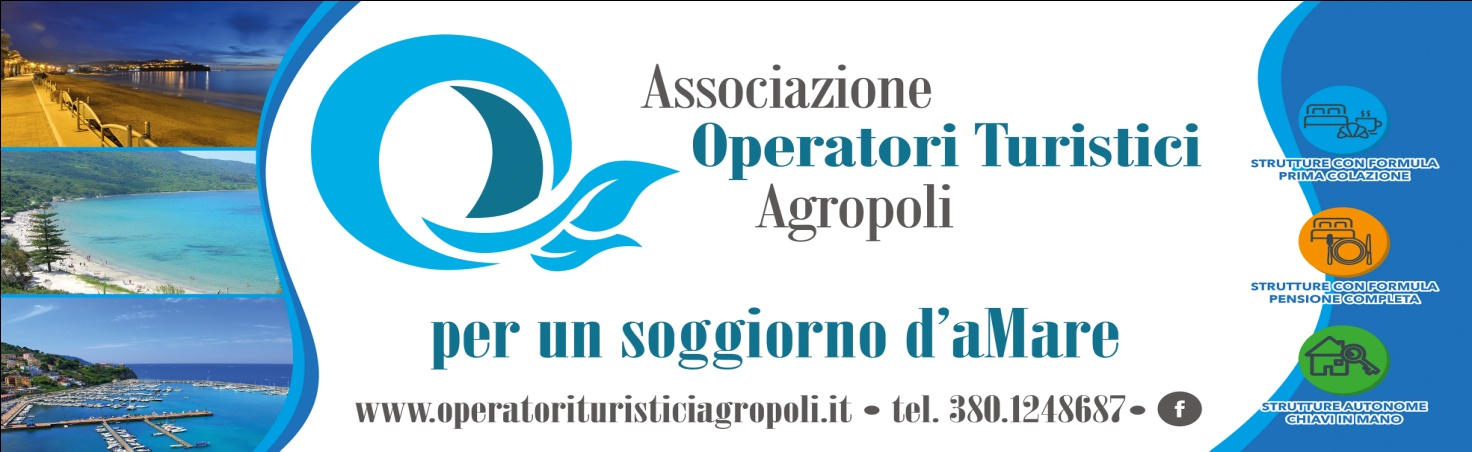 Associazione
Operatori Turistici
Agropoli
per un soggiorno d'aMare
www.operatorituristiciagropoli.it • tel. 380.1248687• f
STRUTTURE CON FORMULA
PRIMA COLAZIONE
STRUTTURE CON FORMULA
PENSIONE COMPLETA
STRUTTURE AUTONOME
CHIAVI IN MANO